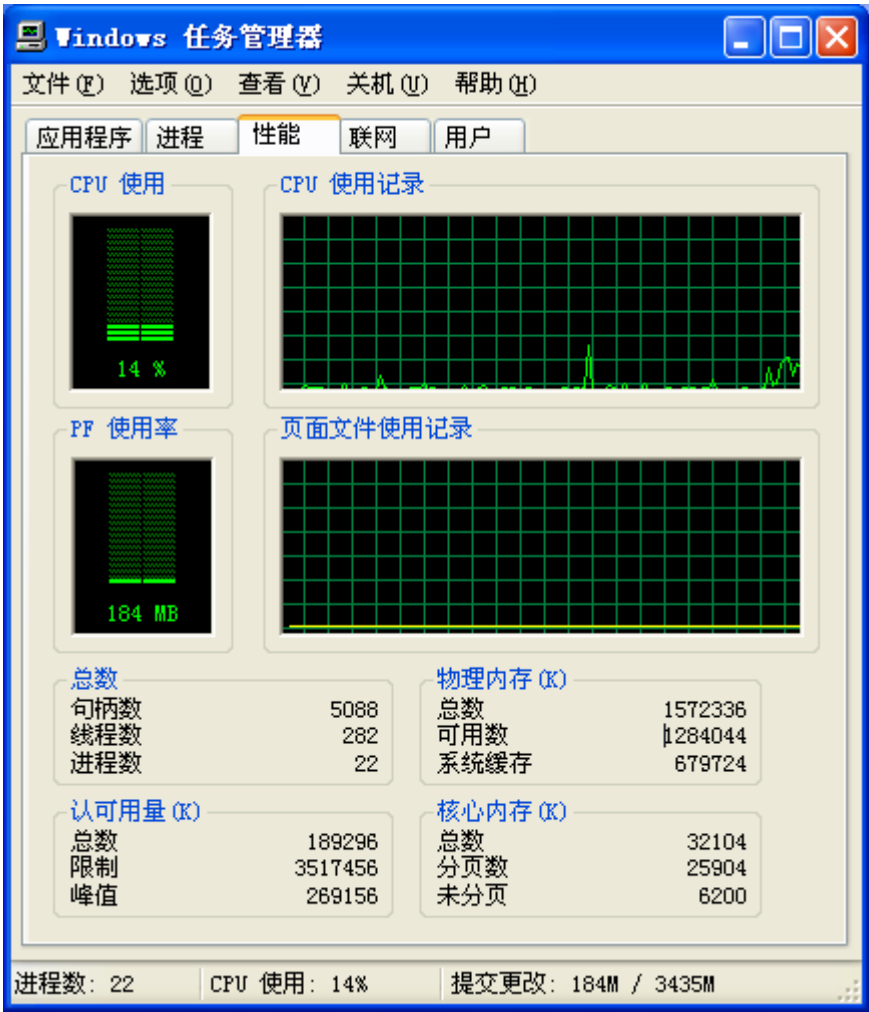 Windows 任务管理器
文件(F) 选项(O) 查看(V) 关机(U) 帮助(H)
应用程序 进程 性能 联网 用户
CPU 使用 CPU 使用记录
14 %
PF 使用率 页面文件使用记录
184 MB
总数
句柄数 5088
线程数 282
进程数 22
物理内存(K)
总数 1572336
可用数 1284044
系统缓存 679724
认可用量(K)
总数 189296
限制 3517456
峰值 269156
核心内存(K)
总数 32104
分页数 25904
未分页 6200
进程数: 22 CPU 使用: 14% 提交更改: 184M / 3435M